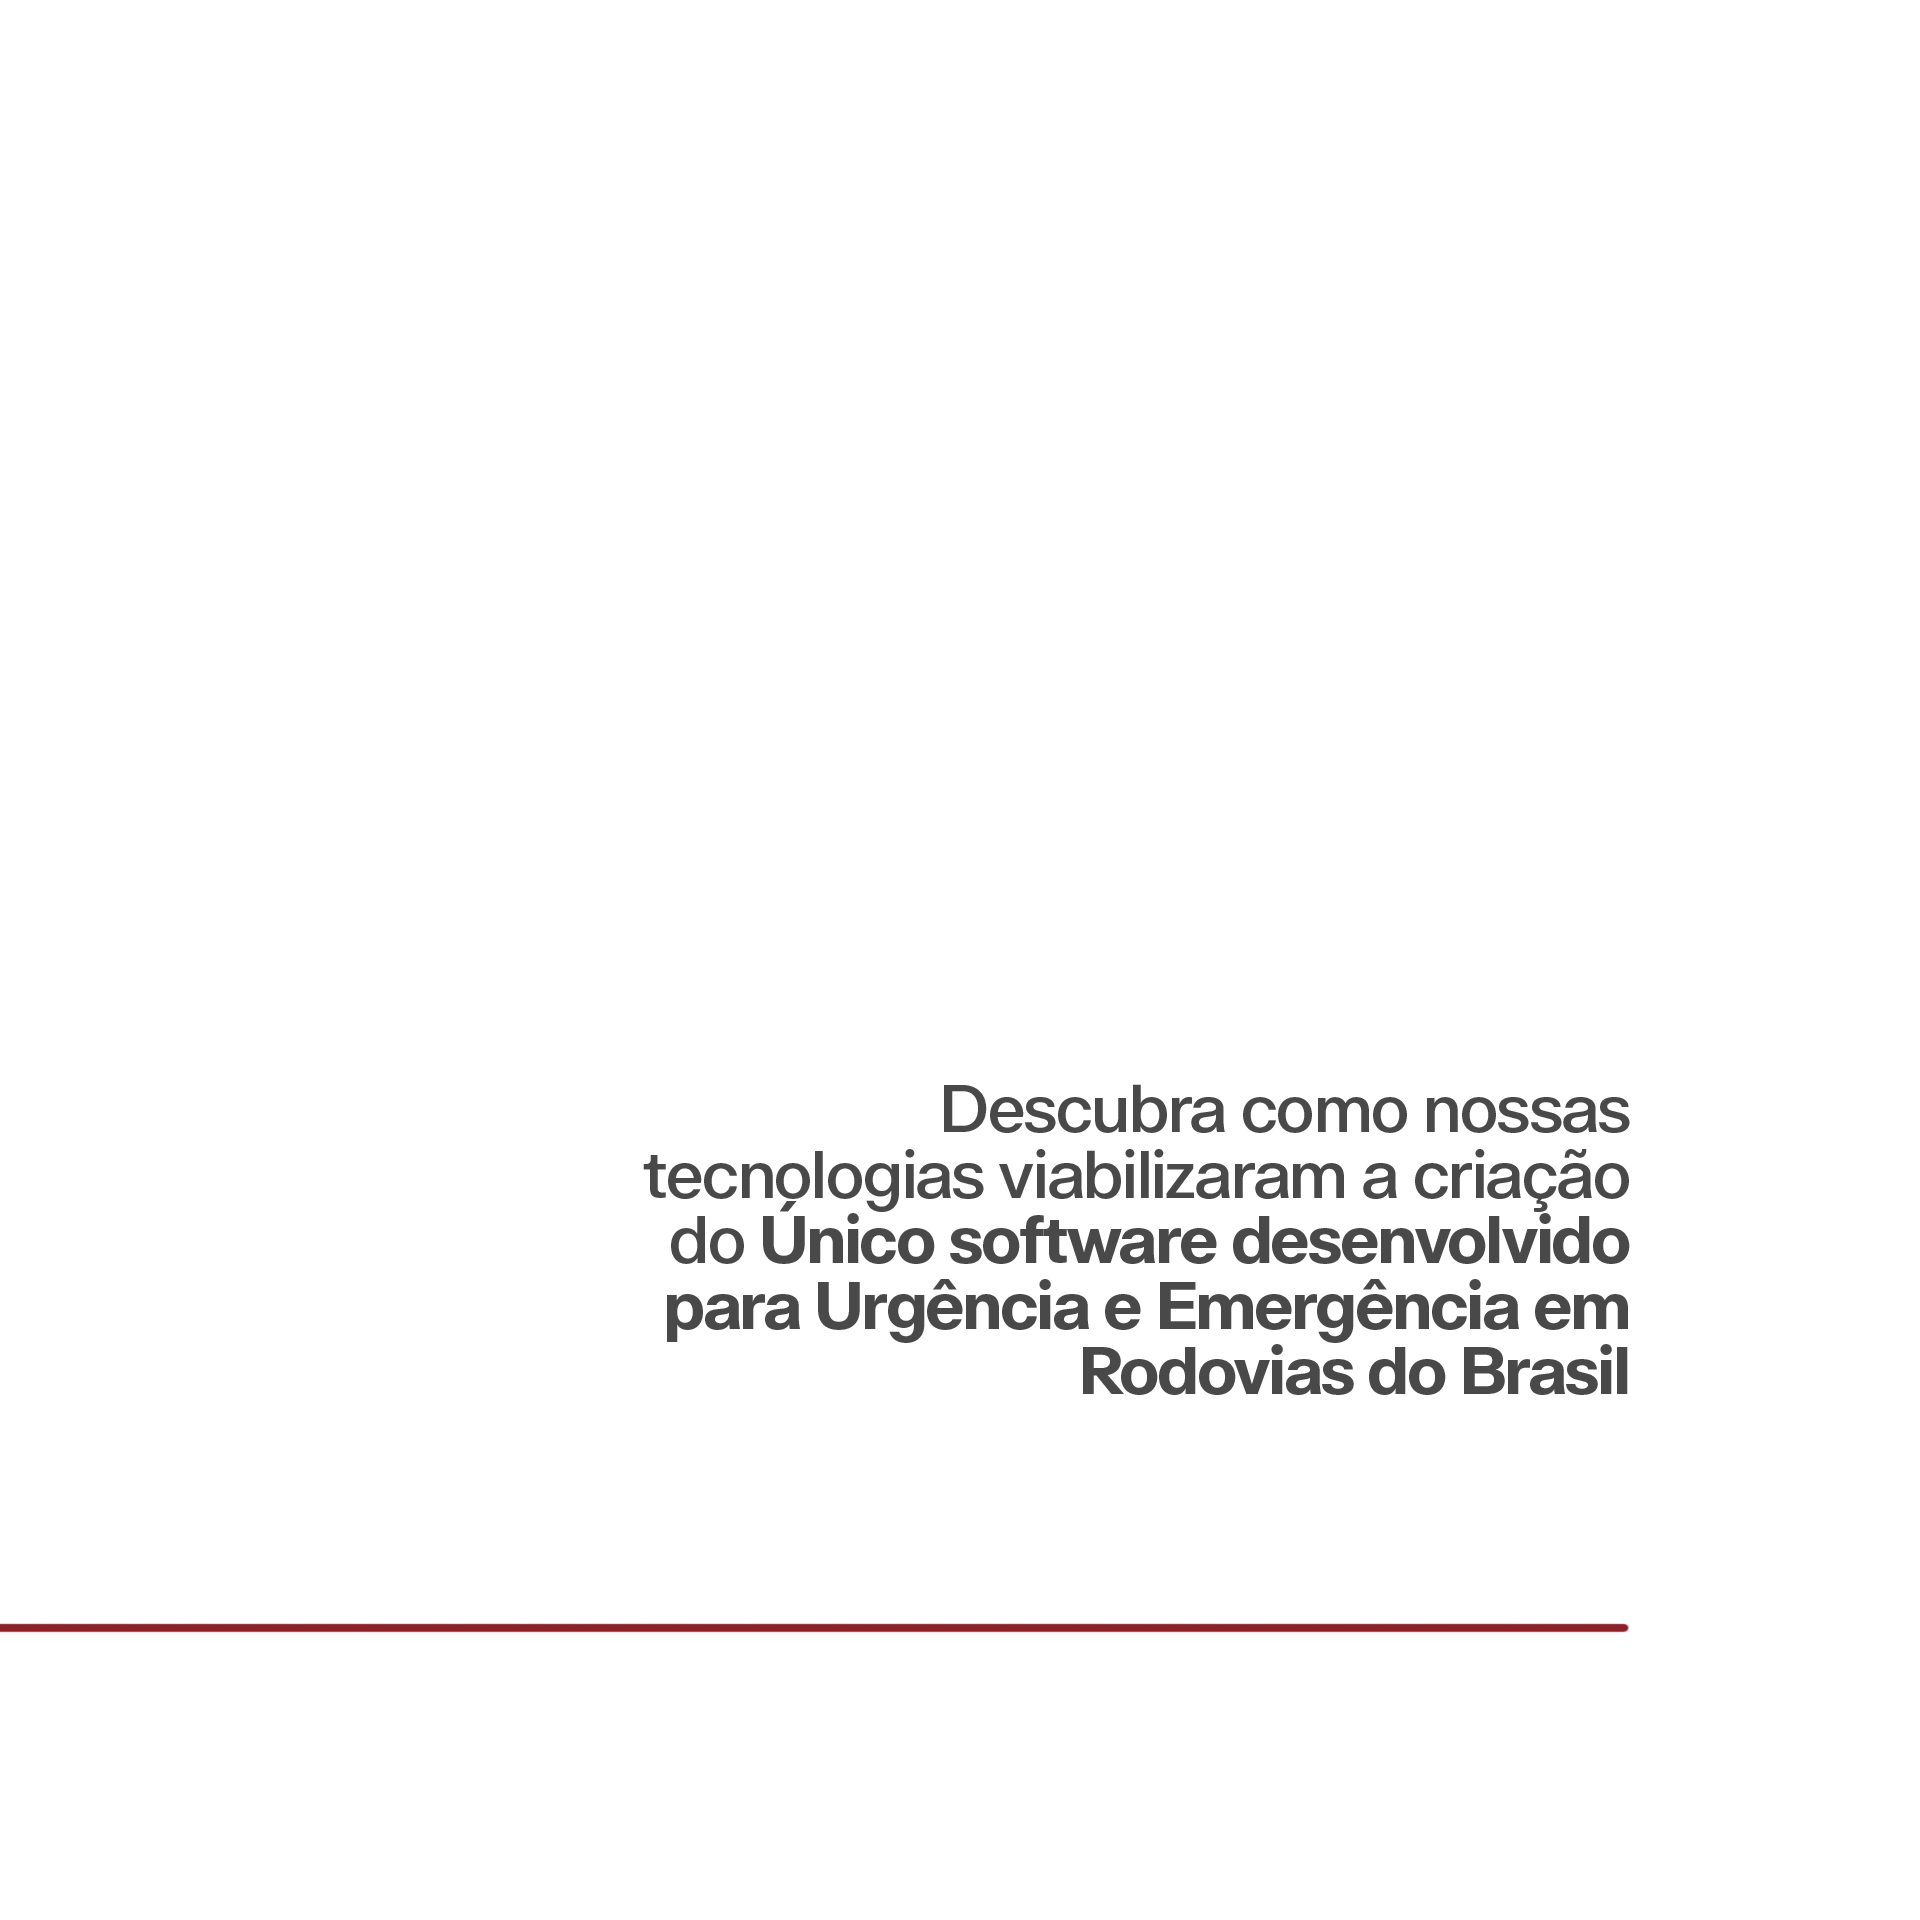 Descubra como nossas
tecnologias viabilizaram a criação
do Único software desenvolvido
para Urgência e Emergência em
Rodovias do Brasil